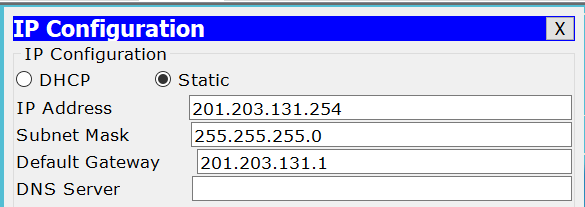 IP Configuration X
IP Configuration
DHCP Static
IP Address 201.203.131.254
Subnet Mask 255.255.255.0
Default Gateway 201.203.131.1
DNS Server